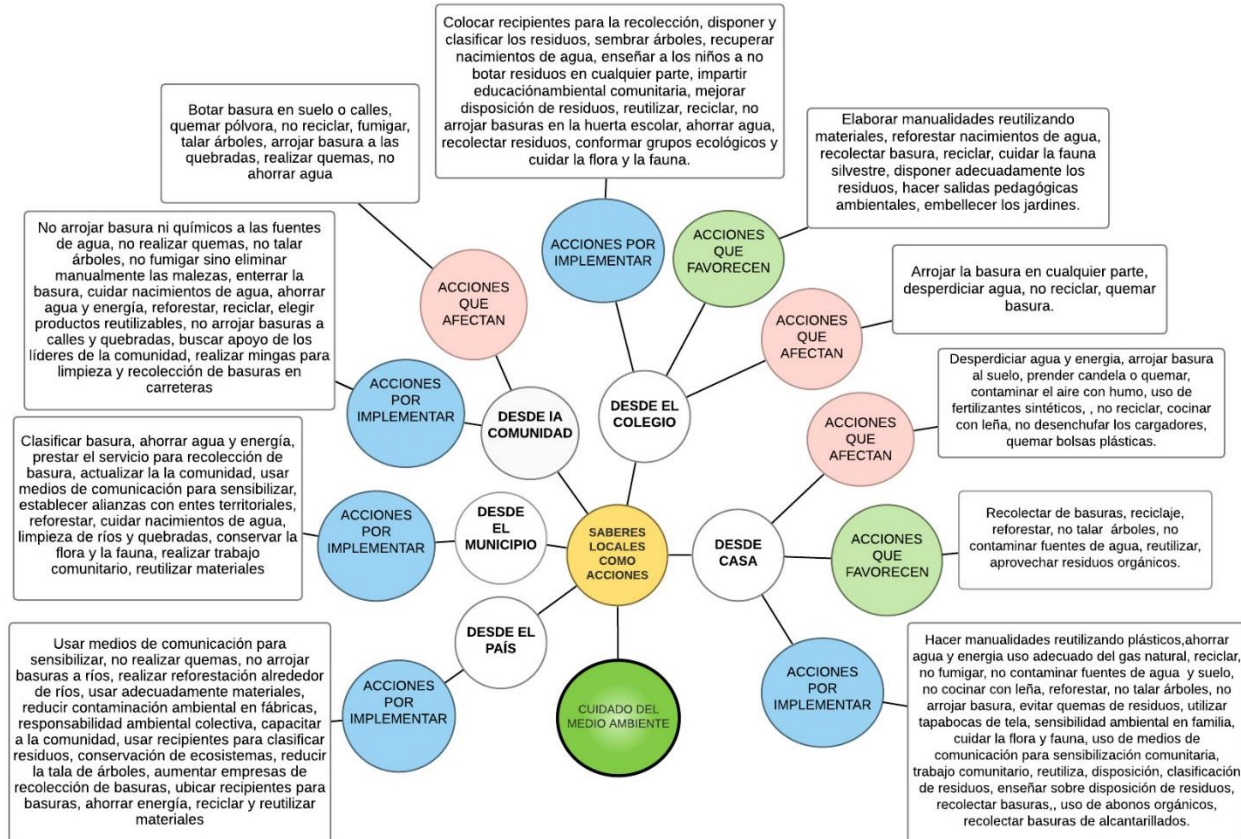 Colocar recipientes para la recolección, disponer y
clasificar los residuos, sembrar árboles, recuperar
nacimientos de agua, enseñar a los niños a no
botar residuos en cualquier parte, impartir
educaciónambiental comunitaria, mejorar
disposición de residuos, reutilizar, reciclar, no
arrojar basuras en la huerta escolar, ahorrar agua,
recolectar residuos, conformar grupos ecológicos y
cuidar la flora y la fauna.
Botar basura en suelo o calles,
quemar pólvora, no reciclar, fumigar,
talar árboles, arrojar basura a las
quebradas, realizar quemas, no
ahorrar agua
Elaborar manualidades reutilizando
materiales, reforestar nacimientos de agua,
recolectar basura, reciclar, cuidar la fauna
silvestre, disponer adecuadamente los
residuos, hacer salidas pedagógicas
ambientales, embellecer los jardines.
No arrojar basura ni químicos a las fuentes
de agua, no realizar quemas, no talar
árboles, no fumigar sino eliminar
manualmente las malezas, enterrar la
basura, cuidar nacimientos de agua, ahorrar
agua y energía, reforestar, reciclar, elegir
productos reutilizables, no arrojar basuras a
calles y quebradas, buscar apoyo de los
líderes de la comunidad, realizar mingas para
limpieza y recolección de basuras en
carreteras
ACCIONES
QUE
AFECTAN
ACCIONES POR
IMPLEMENTAR
ACCIONES
QUE
FAVORECEN
Arrojar la basura en cualquier parte,
desperdiciar agua, no reciclar, quemar
basura.
ACCIONES
QUE
AFECTAN
ACCIONES
POR
IMPLEMENTAR
DESDE lA
COMUNIDAD
DESDE EL
COLEGIO
Desperdiciar agua y energia, arrojar basura
al suelo, prender candela o quemar,
contaminar el aire con humo, uso de
fertilizantes sintéticos, , no reciclar, cocinar
con leña, no desenchufar los cargadores,
quemar bolsas plásticas.
ACCIONES
QUE
AFECTAN
Clasificar basura, ahorrar agua y energía,
prestar el servicio para recolección de
basura, actualizar la la comunidad, usar
medios de comunicación para sensibilizar,
establecer alianzas con entes territoriales,
reforestar, cuidar nacimientos de agua,
limpieza de ríos y quebradas, conservar la
flora y la fauna, realizar trabajo
comunitario, reutilizar materiales
ACCIONES
POR
IMPLEMENTAR
DESDE
EL
MUNICIPIO
SABERES
LOCALES
COMO
ACCIONES
DESDE
CASA
ACCIONES
QUE
FAVORECEN
Recolectar de basuras, reciclaje,
reforestar, no talar árboles, no
contaminar fuentes de agua, reutilizar,
aprovechar residuos orgánicos.
DESDE EL
PAÍS
Usar medios de comunicación para
sensibilizar, no realizar quemas, no arrojar
basuras a ríos, realizar reforestación alrededor
de ríos, usar adecuadamente materiales,
reducir contaminación ambiental en fábricas,
responsabilidad ambiental colectiva, capacitar
a la comunidad, usar recipientes para clasificar
residuos, conservación de ecosistemas, reducir
la tala de árboles, aumentar empresas de
recolección de basuras, ubicar recipientes para
basuras, ahorrar energía, reciclar y reutilizar
materiales
ACCIONES
POR
IMPLEMENTAR
CUIDADO DEL
MEDIO AMBIENTE
ACCIONES
POR
IMPLEMENTAR
Hacer manualidades reutilizando plásticos,ahorrar
agua y energia uso adecuado del gas natural, reciclar,
no fumigar, no contaminar fuentes de agua y suelo,
no cocinar con leña, reforestar, no talar árboles, no
arrojar basura, evitar quemas de residuos, utilizar
tapabocas de tela, sensibilidad ambiental en familia,
cuidar la flora y fauna, uso de medios de
comunicación para sensibilización comunitaria,
trabajo comunitario, reutiliza, disposición, clasificación
de residuos, enseñar sobre disposición de residuos,
recolectar basuras,, uso de abonos orgánicos,
recolectar basuras de alcantarillados.